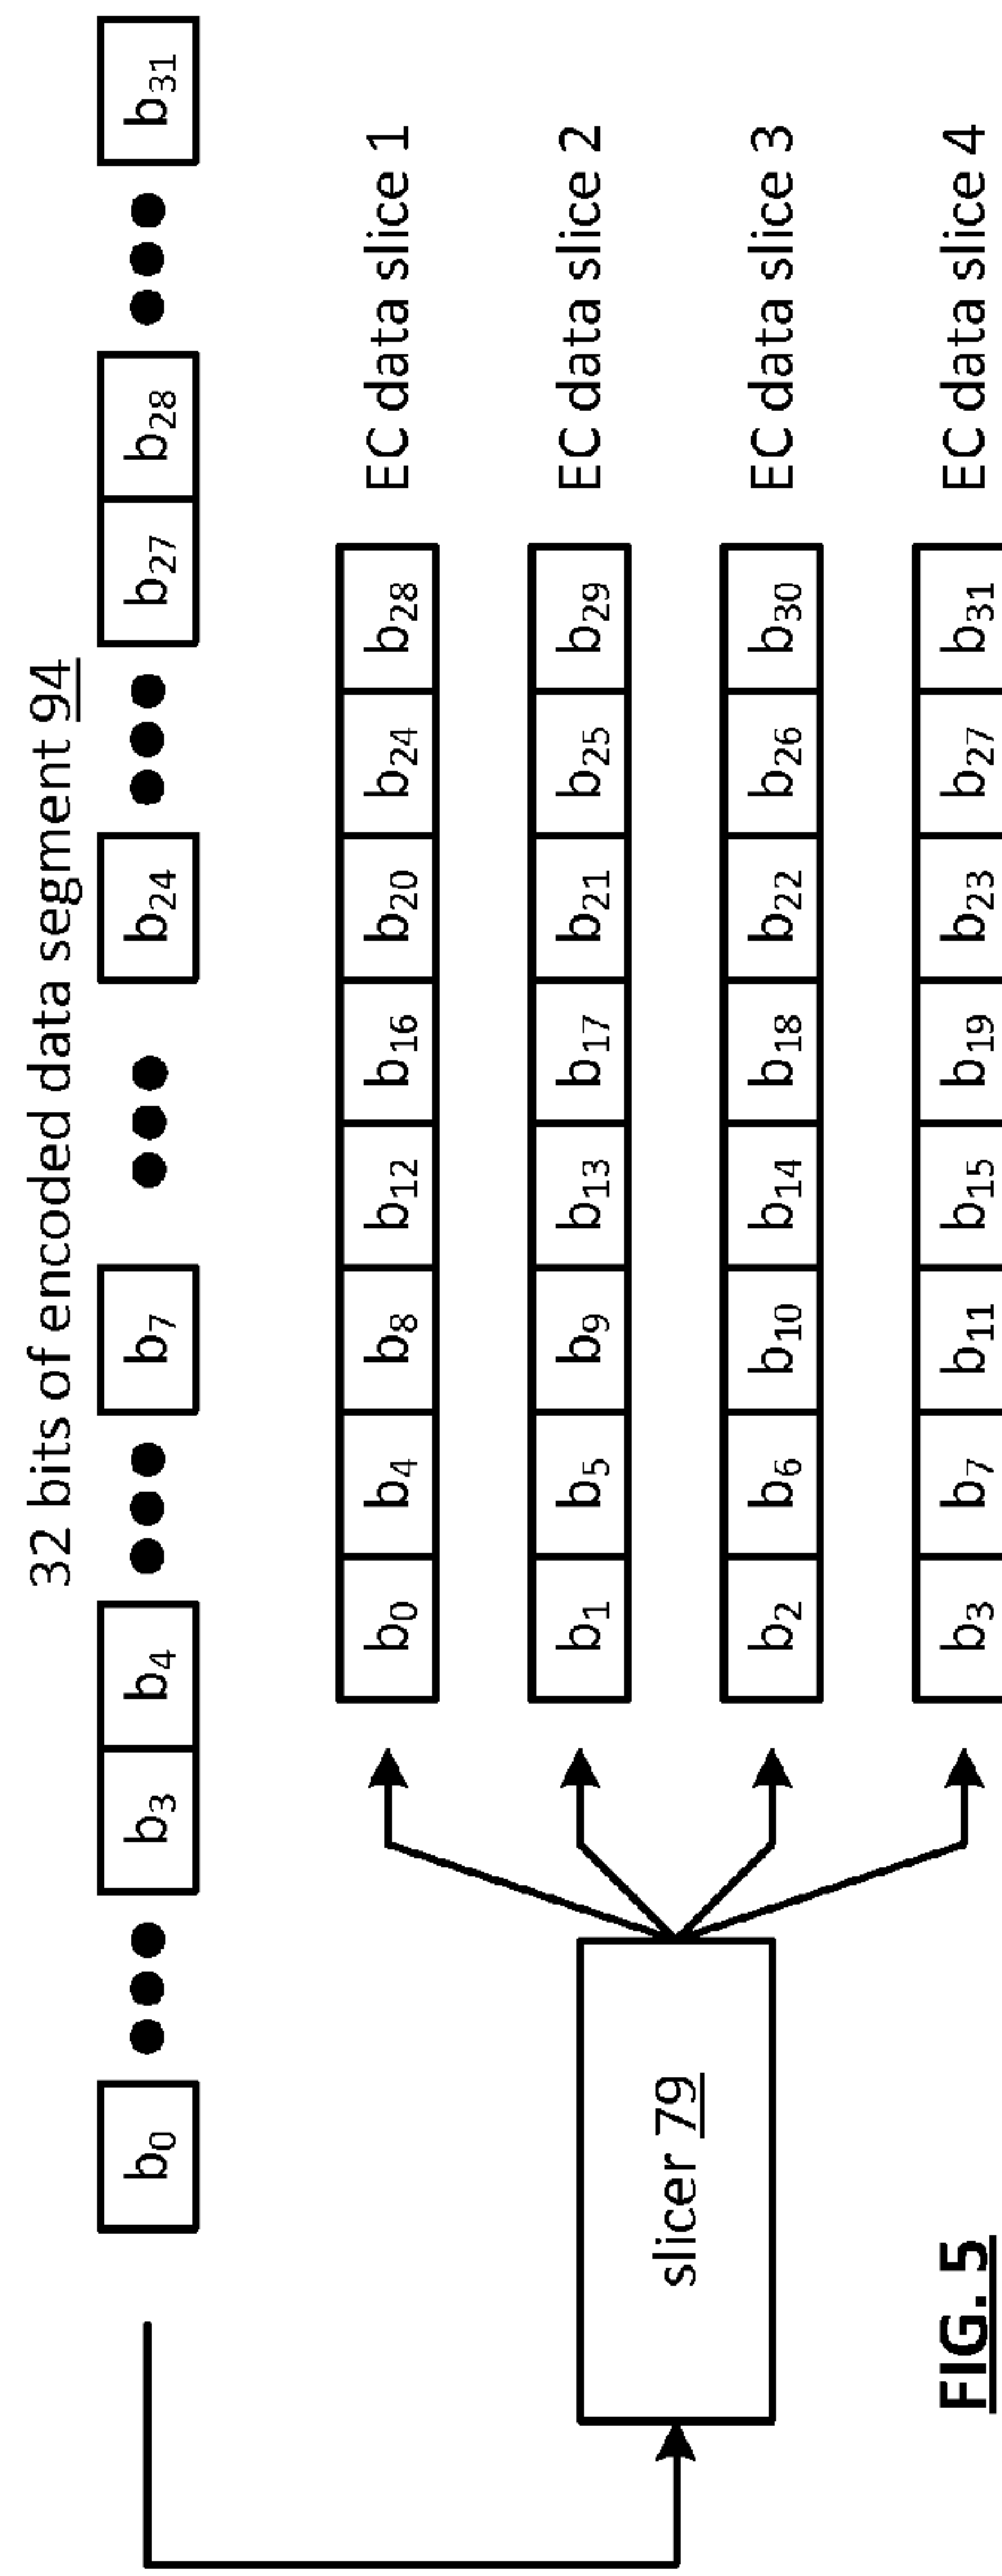 32 bits of encoded data segment 94
b0 ●●● b3 b4 ●●● b7 ●●● b24 ●●● b27 b28 ●●● b31
b0 b4 b8 b12 b16 b20 b24 b28 EC data slice 1
b1 b5 b9 b13 b17 b21 b25 b29 EC data slice 2
slicer 79
b2 b6 b10 b14 b18 b22 b26 b30 EC data slice 3
b3 b7 b11 b15 b19 b23 b27 b31 EC data slice 4
FIG. 5